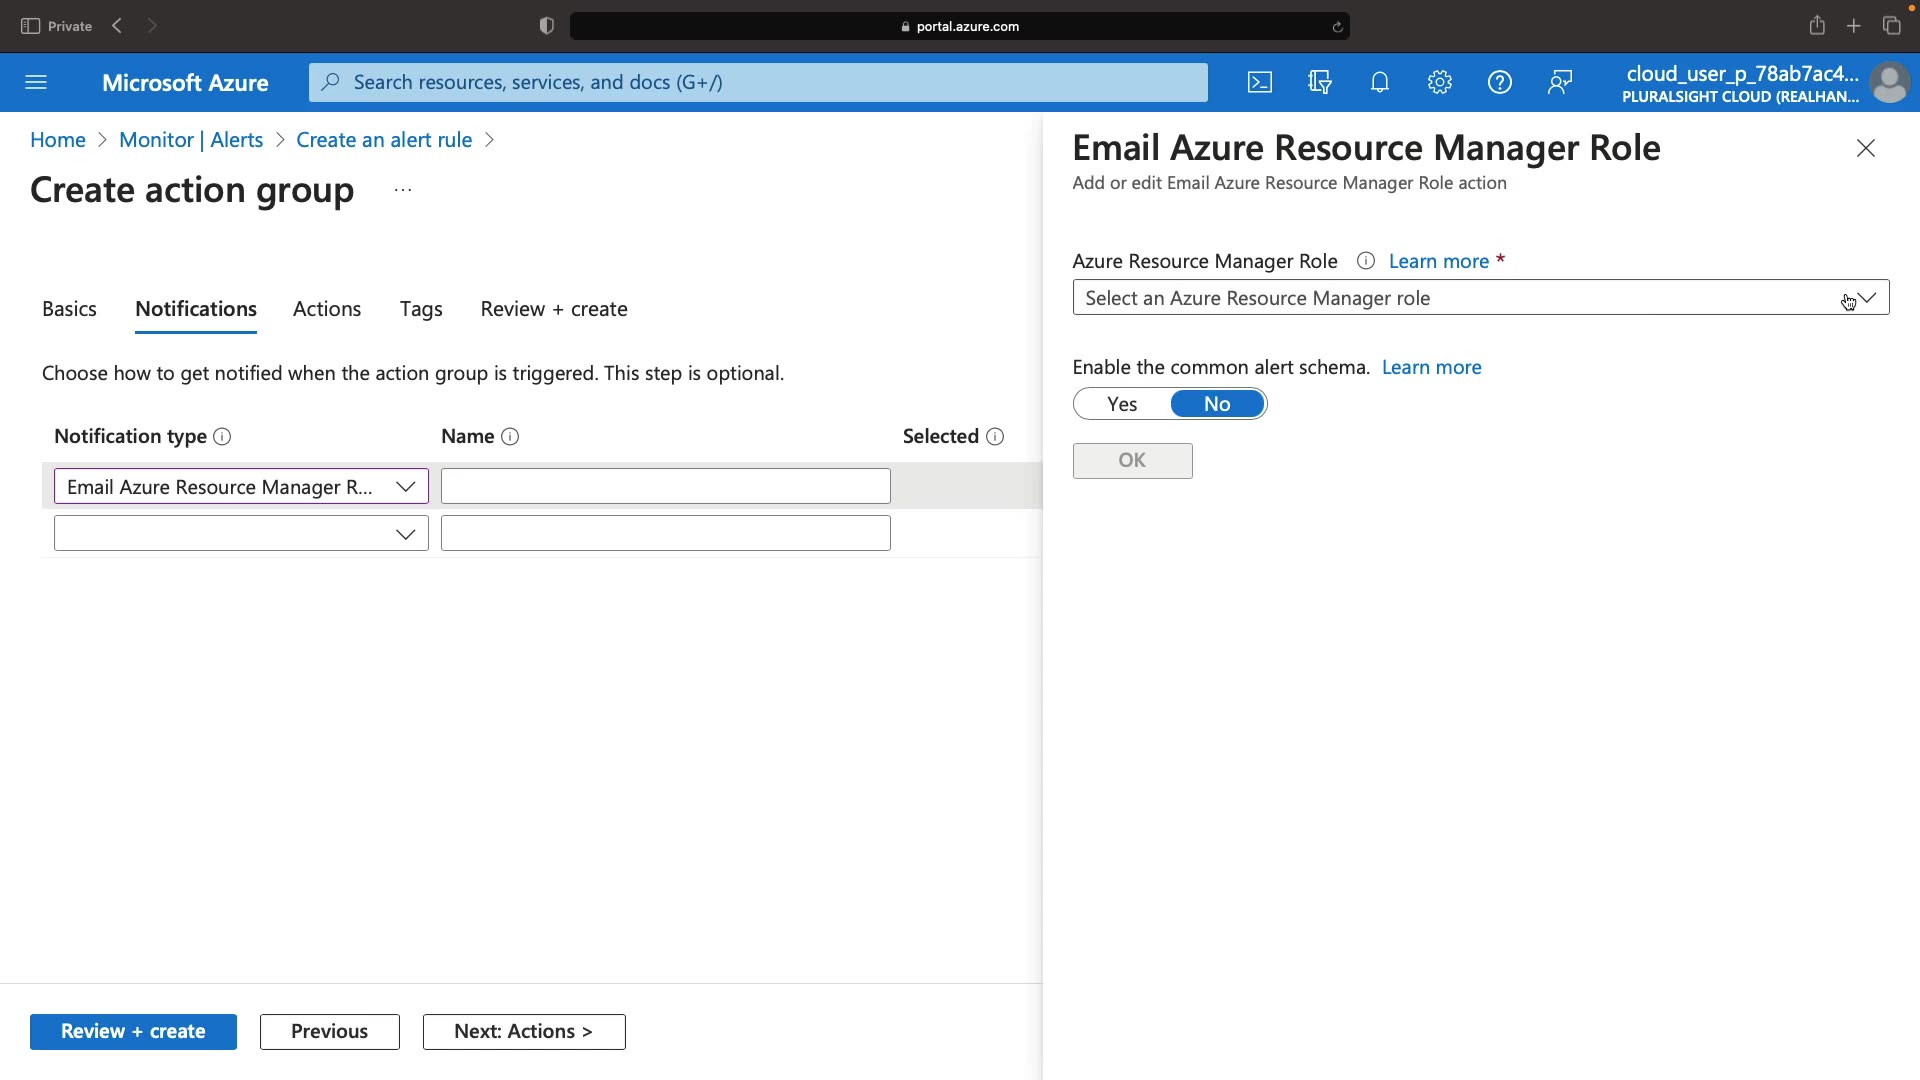 Private
portal.azure.com
Microsoft Azure
Search resources, services, and docs (G+/)
cloud_user_p_78ab7ac4...
PLURALSIGHT CLOUD (REALHAN...
Home > Monitor | Alerts > Create an alert rule >
Create action group ...
Basics Notifications Actions Tags Review + create
Choose how to get notified when the action group is triggered. This step is optional.
Notification type Name Selected
Email Azure Resource Manager R...
Review + create Previous Next: Actions >
Email Azure Resource Manager Role
Add or edit Email Azure Resource Manager Role action
Azure Resource Manager Role Learn more *
Select an Azure Resource Manager role
Enable the common alert schema. Learn more
Yes No
OK